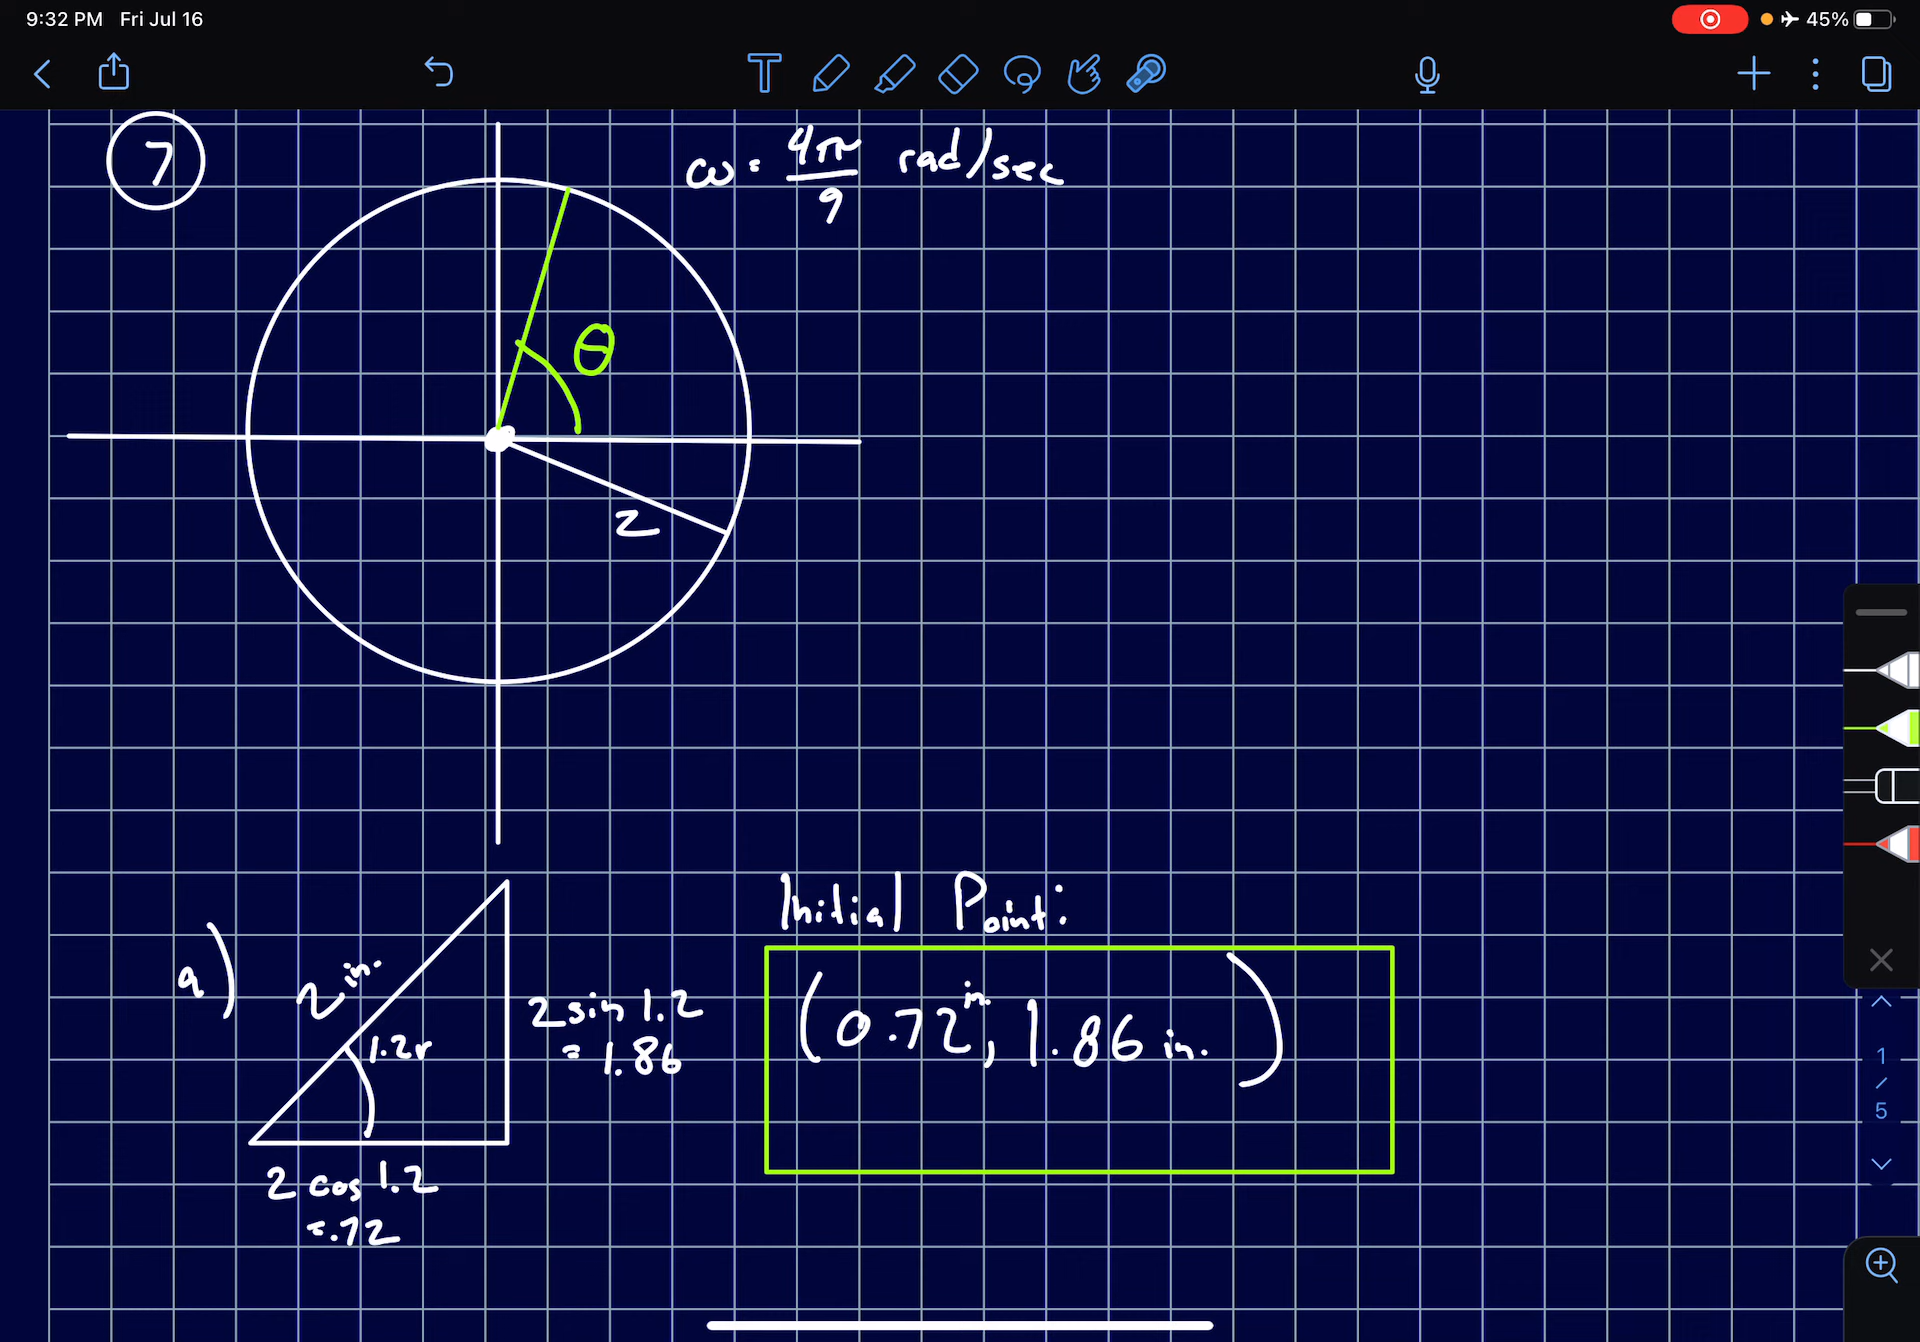 9:32 PM Fri Jul 16
45%
7
ω = 4π/9 rad/sec
θ
2
a)
2 in.
1.2r
2 sin 1.2
= 1.86
2 cos 1.2
=.72
Initial Point:
(0.72 in., 1.86 in.)
1
/
5